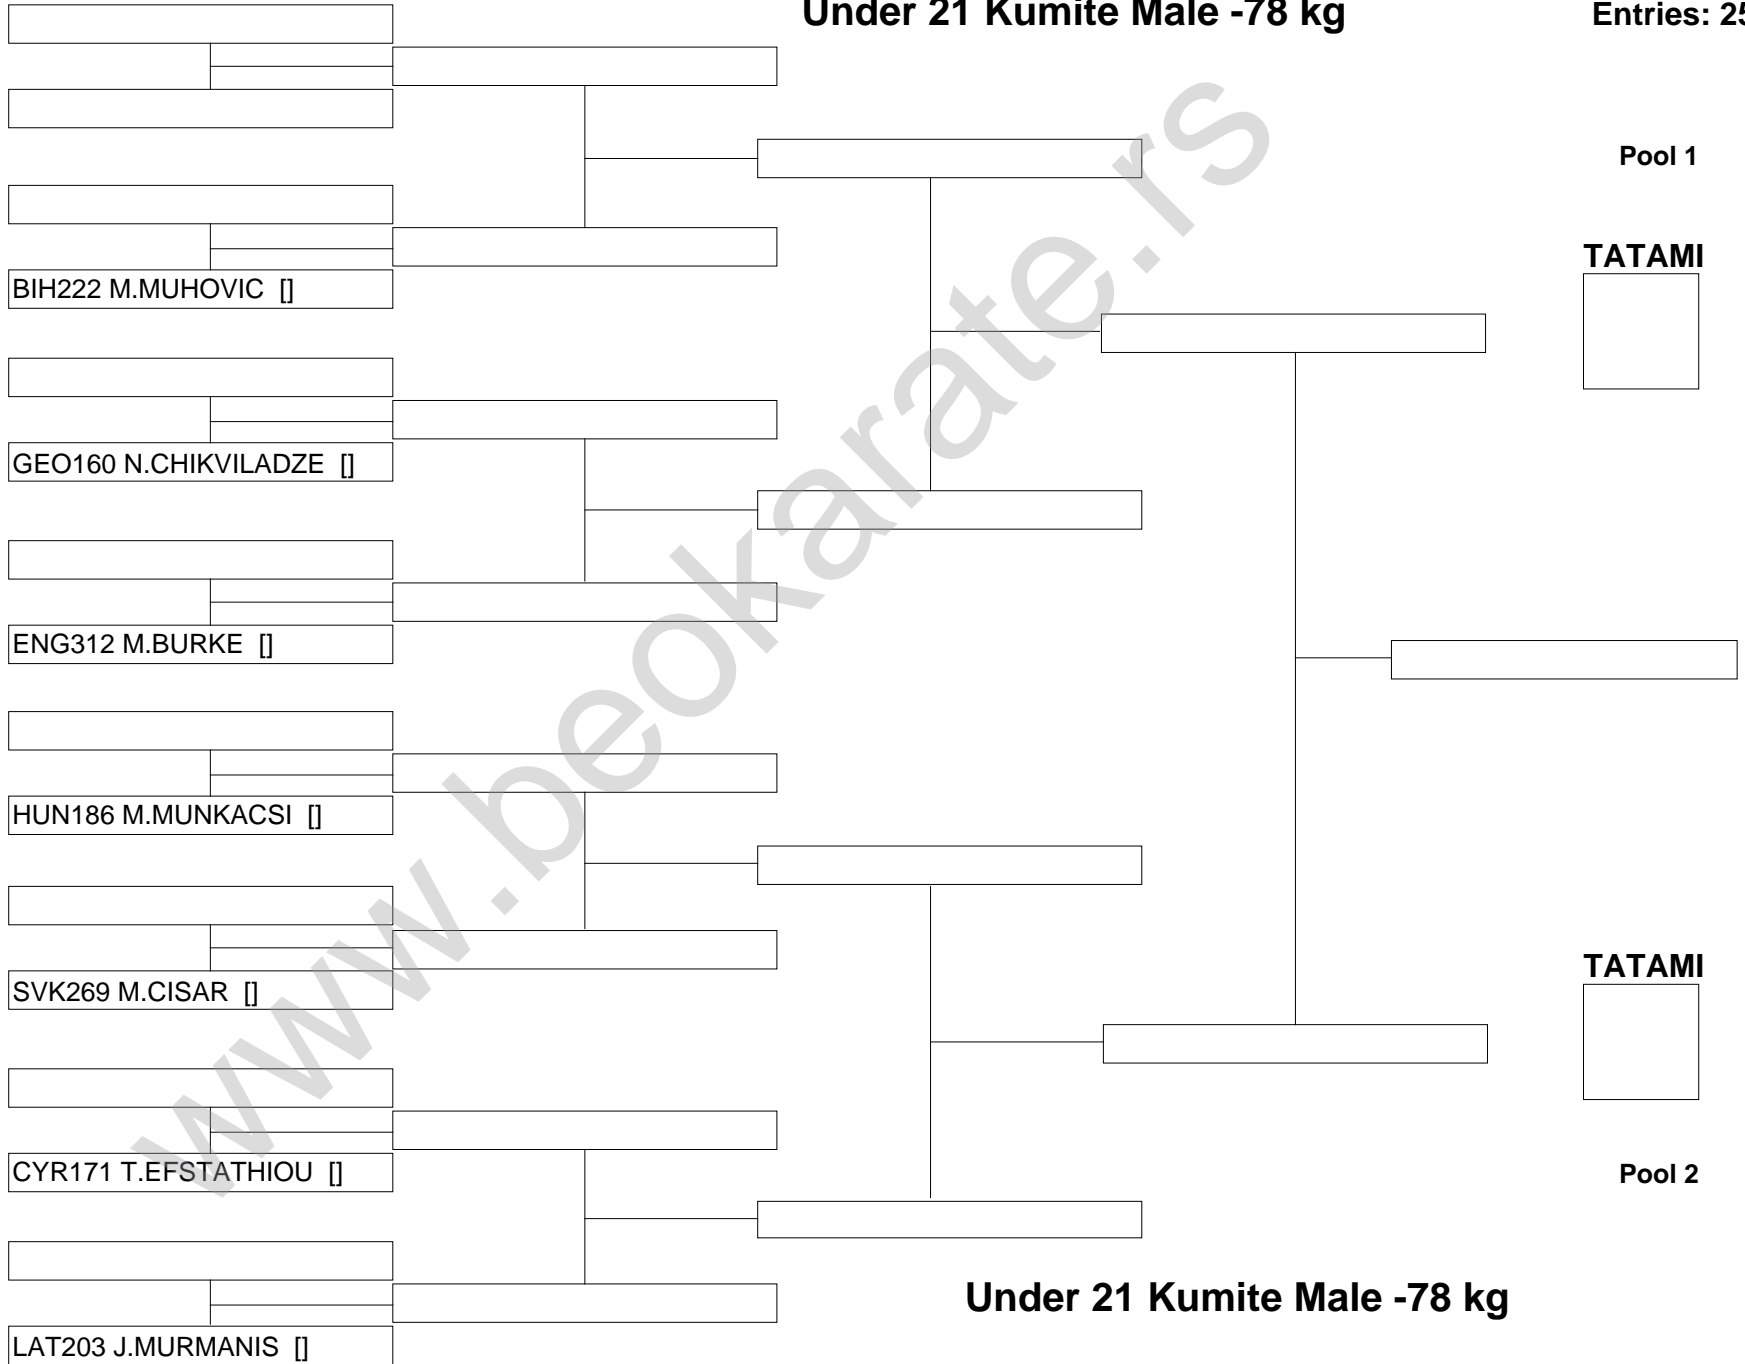 Under 21 Kumite Male -78 kg
Entries: 25
Pool 1
TATAMI
BIH222 M.MUHOVIC []
GEO160 N.CHIKVILADZE []
ENG312 M.BURKE []
HUN186 M.MUNKACSI []
SVK269 M.CISAR []
TATAMI
CYR171 T.EFSTATHIOU []
Pool 2
Under 21 Kumite Male -78 kg
LAT203 J.MURMANIS []
www.beokarate.rs